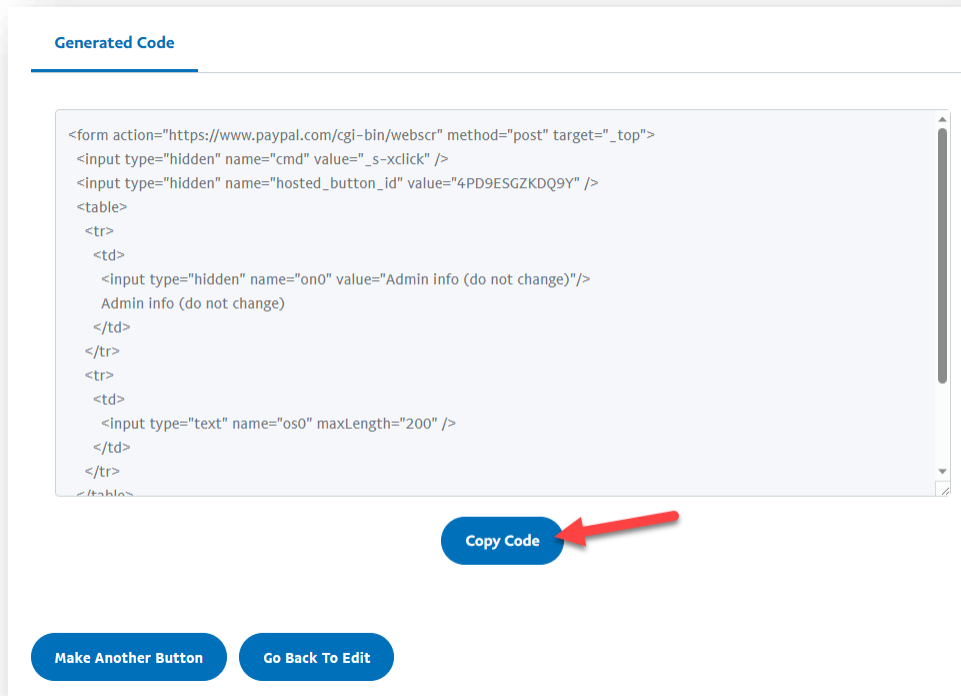 Generated Code
<form action="https://www.paypal.com/cgi-bin/webscr" method="post" target="_top">
<input type="hidden" name="cmd" value="_s-xclick" />
<input type="hidden" name="hosted_button_id" value="4PD9ESGZKDQ9Y" />
<table>
<tr>
<td>
<input type="hidden" name="on0" value="Admin info (do not change)"/>
Admin info (do not change)
</td>
</tr>
<tr>
<td>
<input type="text" name="os0" maxLength="200" />
</td>
</tr>
</table>
Copy Code
Make Another Button
Go Back To Edit